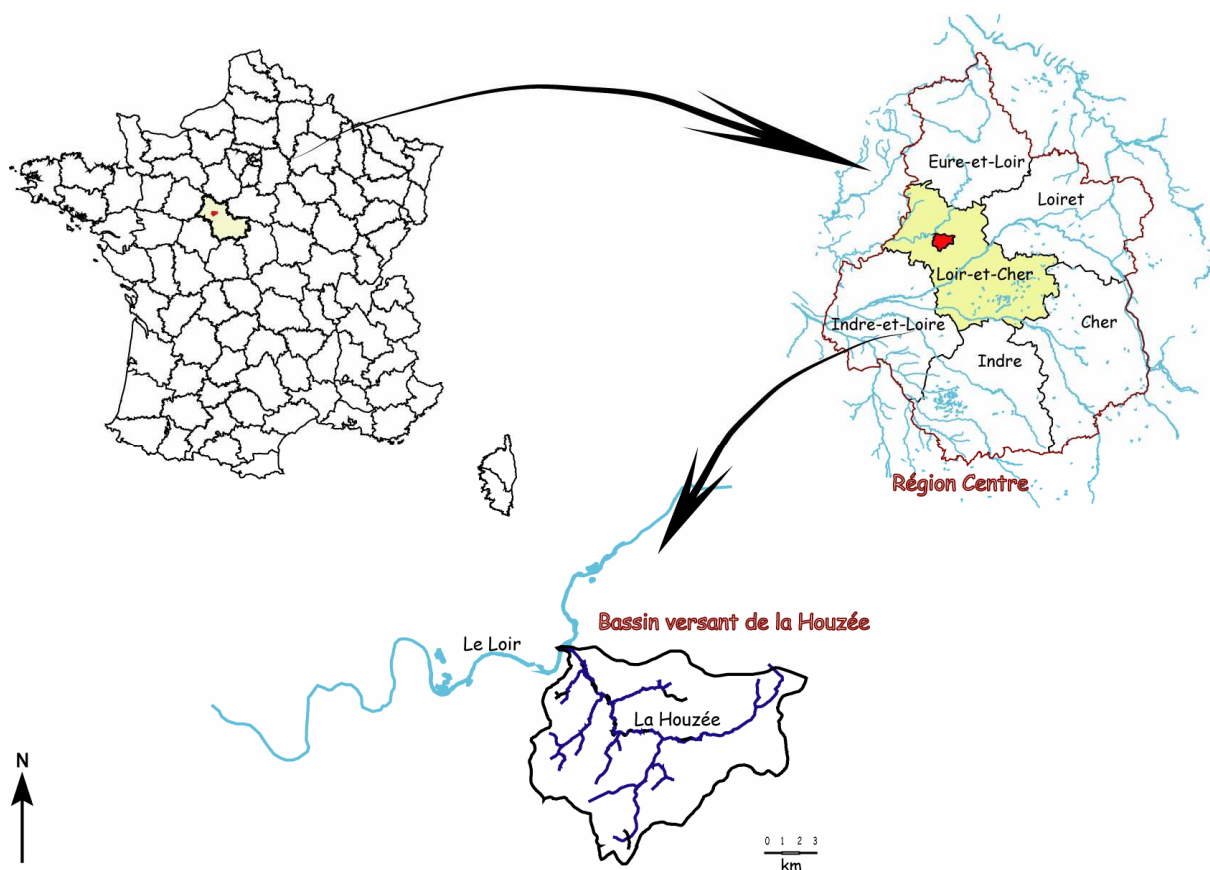 Eure-et-Loir
Loiret
Loir-et-Cher
Indre-et-Loire
Cher
Indre
Région Centre
Bassin versant de la Houzée
Le Loir
La Houzée
N
0 1 2 3
km